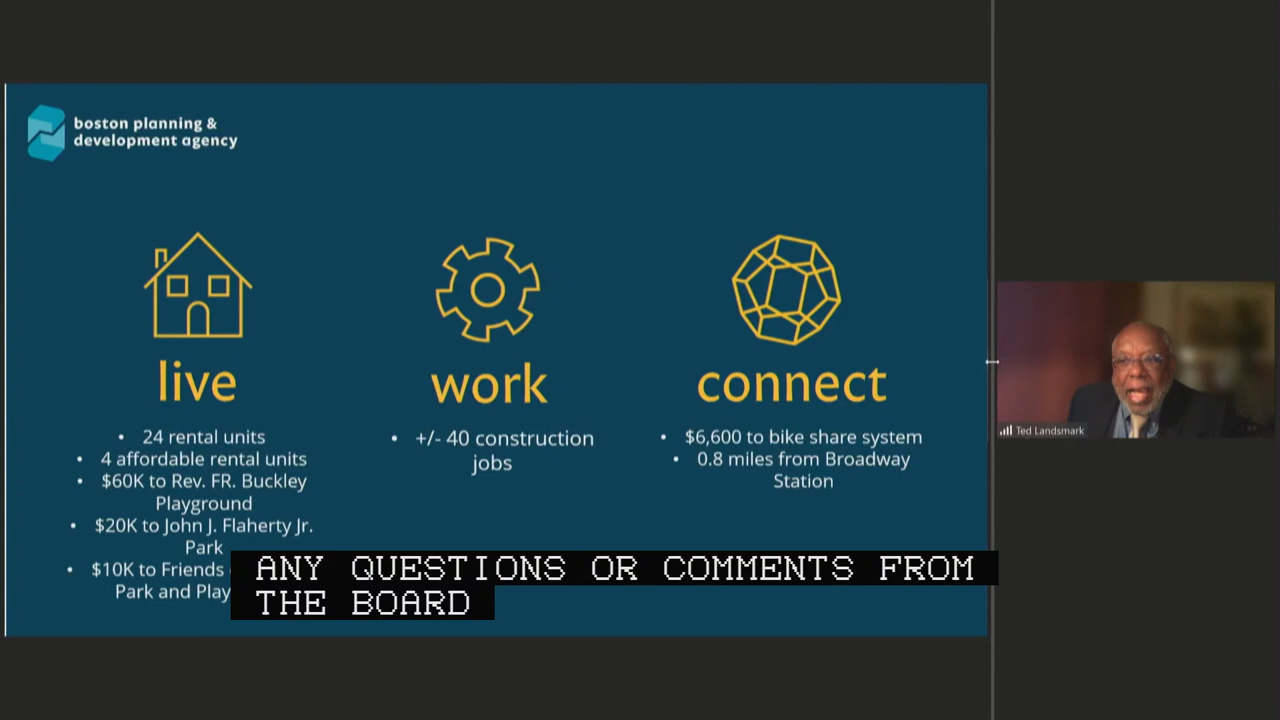 boston planning &
development agency
live
• 24 rental units
• 4 affordable rental units
• $60K to Rev. FR. Buckley
Playground
• $20K to John J. Flaherty Jr.
Park
• $10K to Friends
Park and Play
work
• +/- 40 construction
jobs
connect
• $6,600 to bike share system
• 0.8 miles from Broadway
Station
Ted Landsmark
ANY QUESTIONS OR COMMENTS FROM
THE BOARD